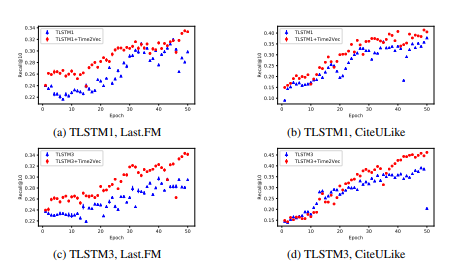 TLSTM1
TLSTM1+Time2Vec
Recall@10
0.34
0.32
0.30
0.28
0.26
0.24
0.22
0 10 20 30 40 50
Epoch
(a) TLSTM1, Last.FM
TLSTM1
TLSTM1+Time2Vec
Recall@10
0.40
0.35
0.30
0.25
0.20
0.15
0.10
0 10 20 30 40 50
Epoch
(b) TLSTM1, CiteULike
TLSTM3
TLSTM3+Time2Vec
Recall@10
0.34
0.32
0.30
0.28
0.26
0.24
0.22
0 10 20 30 40 50
Epoch
(c) TLSTM3, Last.FM
TLSTM3
TLSTM3+Time2Vec
Recall@10
0.45
0.40
0.35
0.30
0.25
0.20
0.15
0 10 20 30 40 50
Epoch
(d) TLSTM3, CiteULike